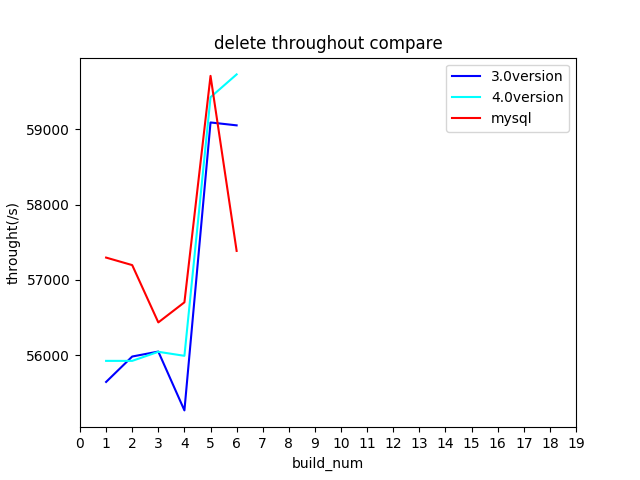 delete throughout compare
3.0version
4.0version
mysql
throught(/s)
59000
58000
57000
56000
0 1 2 3 4 5 6 7 8 9 10 11 12 13 14 15 16 17 18 19
build_num